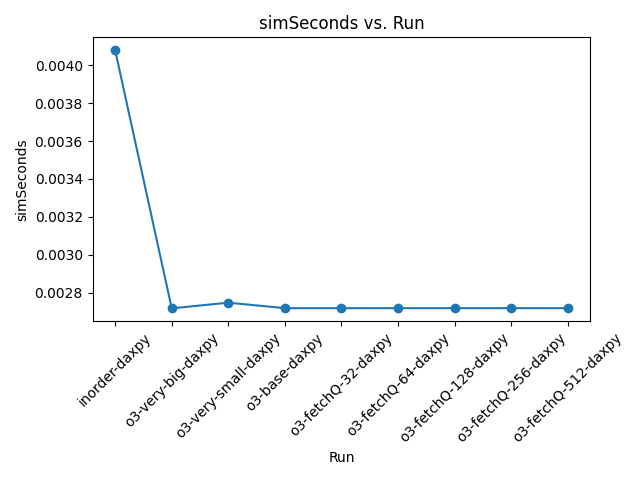 simSeconds vs. Run
simSeconds
0.0040
0.0038
0.0036
0.0034
0.0032
0.0030
0.0028
inorder-daxpy
o3-very-big-daxpy
o3-very-small-daxpy
o3-base-daxpy
o3-fetchQ-32-daxpy
o3-fetchQ-64-daxpy
o3-fetchQ-128-daxpy
o3-fetchQ-256-daxpy
o3-fetchQ-512-daxpy
Run